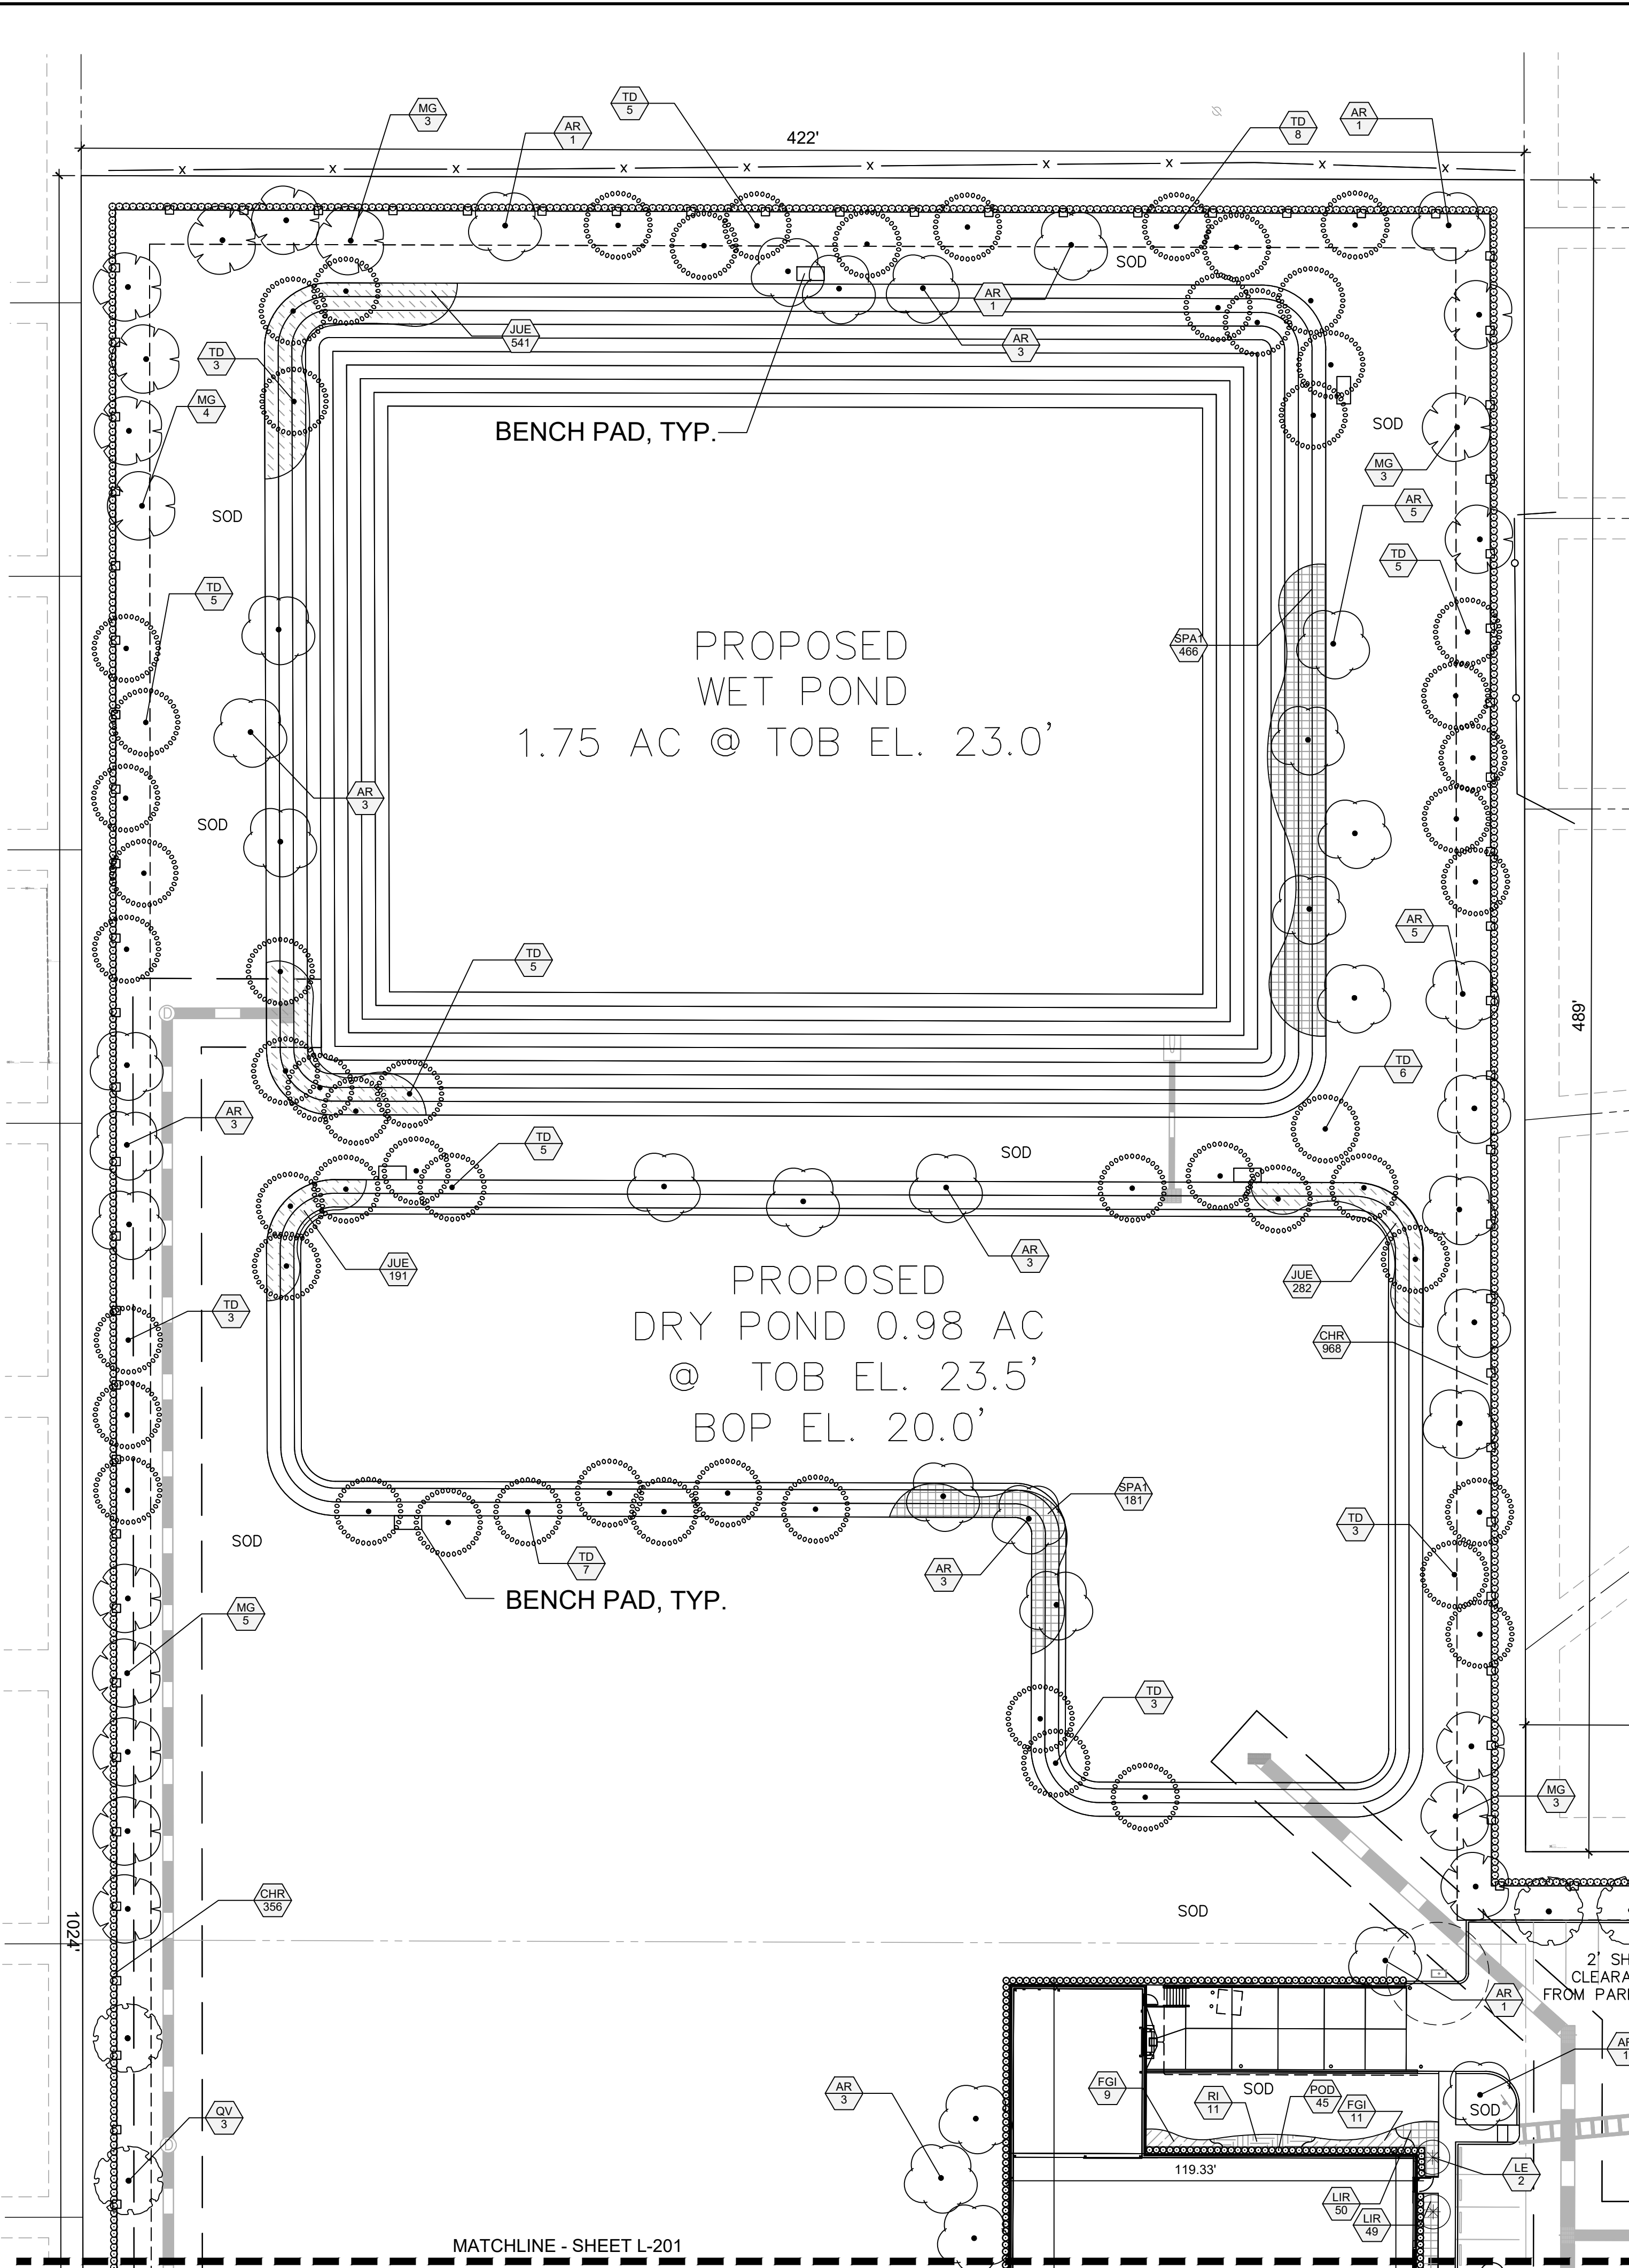 MG
3
TD
5
AR
1
TD
8
AR
1
422'
x x x x x x x x x x
SOD
AR
1
JUE
541
AR
3
TD
3
MG
4
BENCH PAD, TYP.
SOD
MG
3
AR
5
SOD
TD
5
TD
5
PROPOSED
WET POND
1.75 AC @ TOB EL. 23.0'
SPA1
466
AR
3
SOD
AR
5
TD
5
489'
D
TD
6
AR
3
TD
5
SOD
AR
3
JUE
191
JUE
282
PROPOSED
DRY POND 0.98 AC
@ TOB EL. 23.5'
BOP EL. 20.0'
TD
3
CHR
968
SPA1
181
TD
3
SOD
TD
7
AR
3
BENCH PAD, TYP.
MG
5
TD
3
MG
3
CHR
356
SOD
1024'
2' SH
CLEARA
FROM PAR
AR
1
AR
1
AR
3
FGI
9
RI
11
SOD
POD
45
FGI
11
SOD
QV
3
D
119.33'
LE
2
LIR
50
LIR
49
MATCHLINE - SHEET L-201